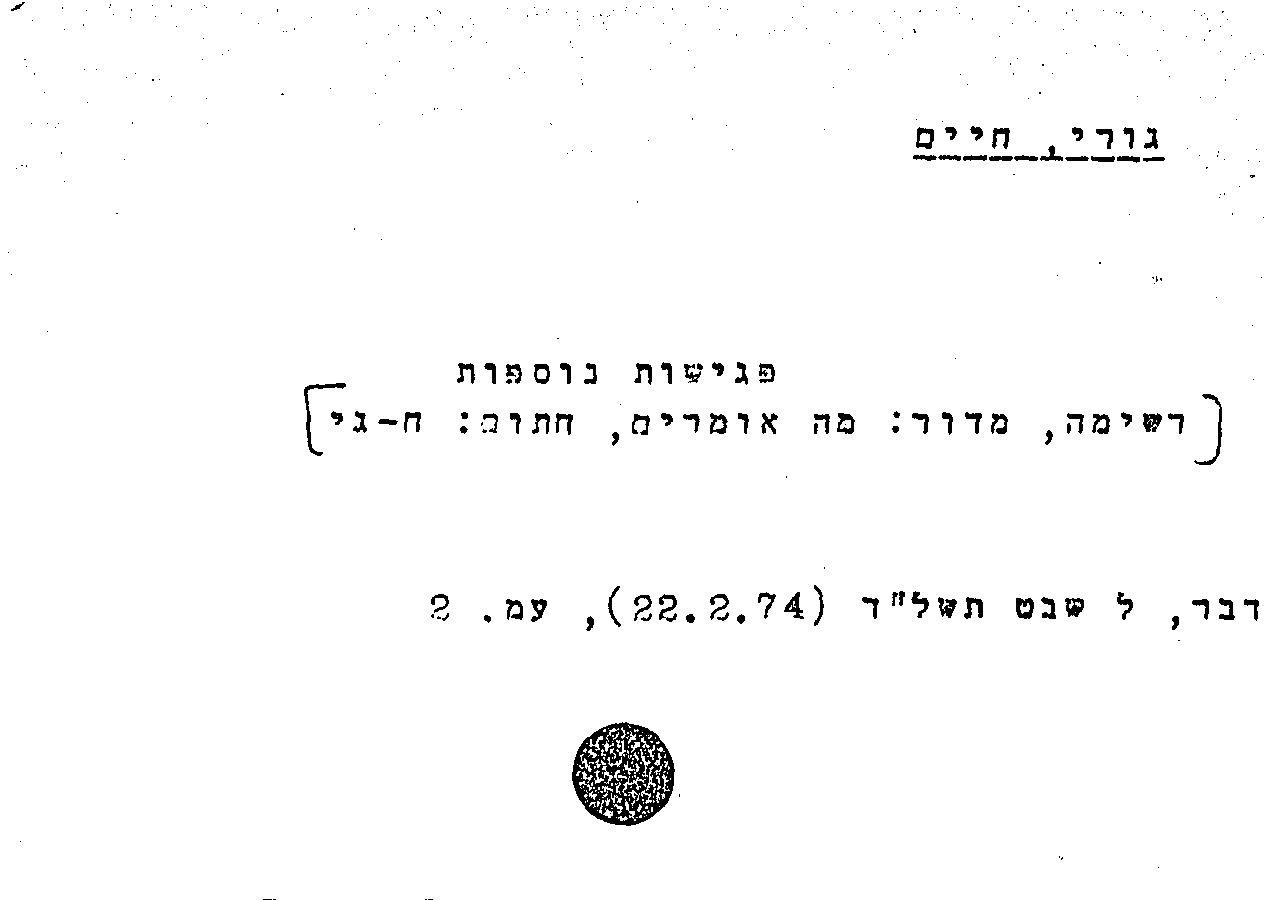 גורי, חיים
פגישות נוספות
[רשימה, מדור: מה אומרים, חתום: ח-גי]
דבר, ל שבט תשל"ד (22.2.74), עמ. 2